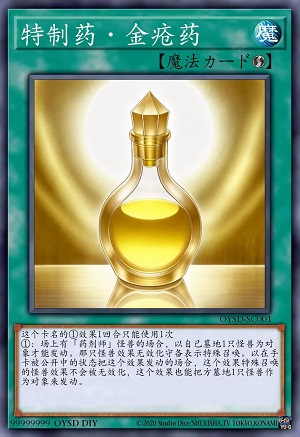 特制药·金疮药
魔
【魔法カード】
OYSD-SC001
这个卡名的①效果1回合只能使用1次
①：场上有「药剂师」怪兽的场合，以自己墓地1只怪兽为对
象才能发动。那只怪兽效果无效化守备表示特殊召唤，以在手
卡被公开中的状态把这个效果发动的场合，这个效果特殊召唤
的怪兽效果不会被无效化，这个效果也能把对方墓地1只怪兽作
为对象来发动。
99999999 OYSD DIY
©2020 Studio Dice/SHUEISHA, TV TOKYO, KONAMI